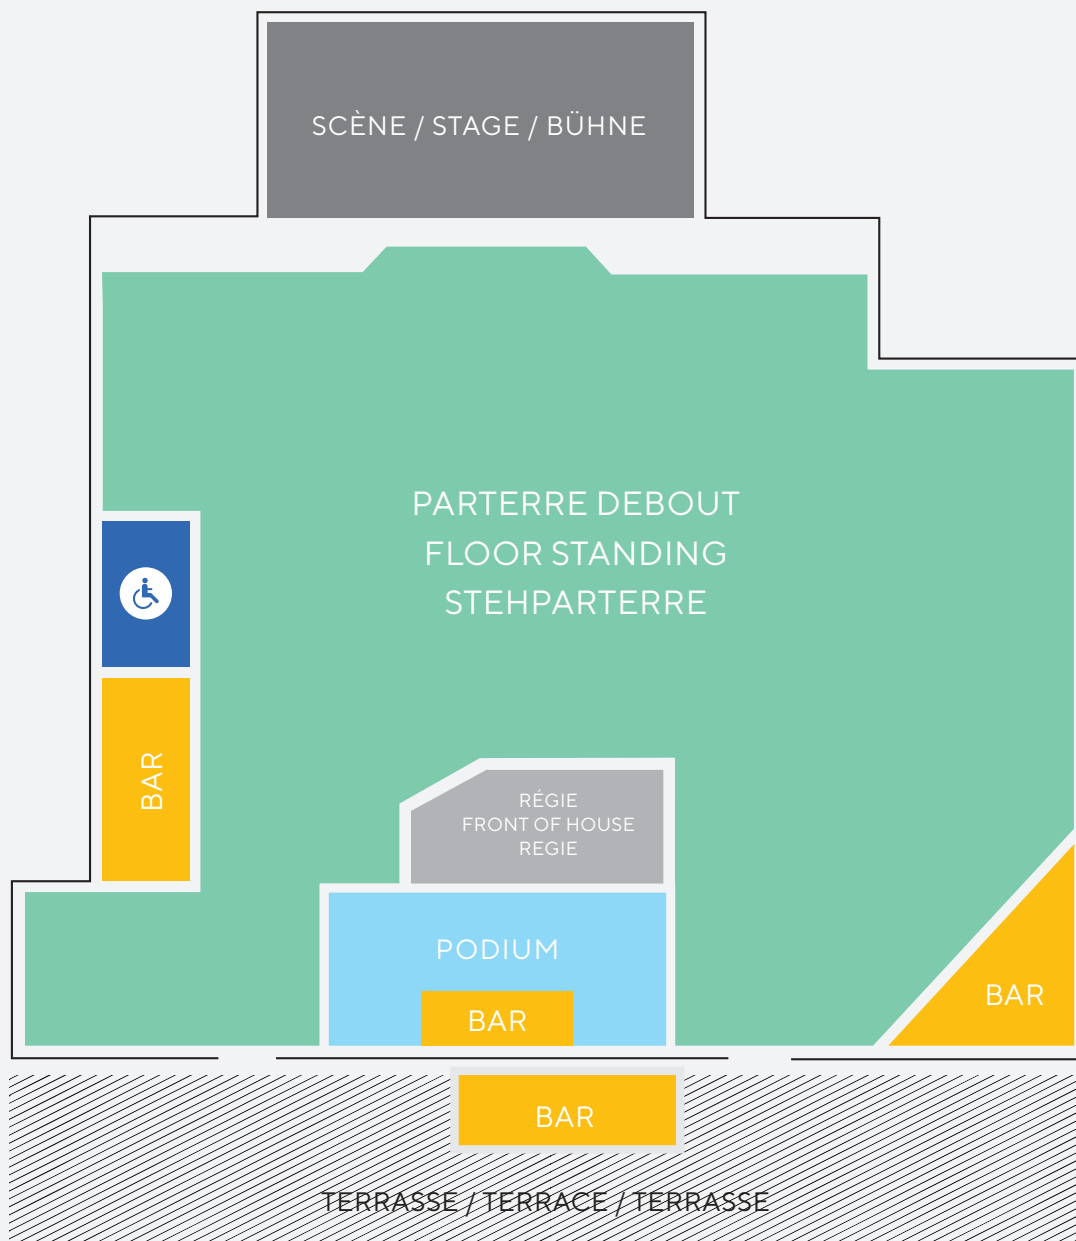 SCÈNE / STAGE / BÜHNE
PARTERRE DEBOUT
FLOOR STANDING
STEHPARTERRE
BAR
RÉGIE
FRONT OF HOUSE
REGIE
PODIUM
BAR
BAR
BAR
TERRASSE / TERRACE / TERRASSE